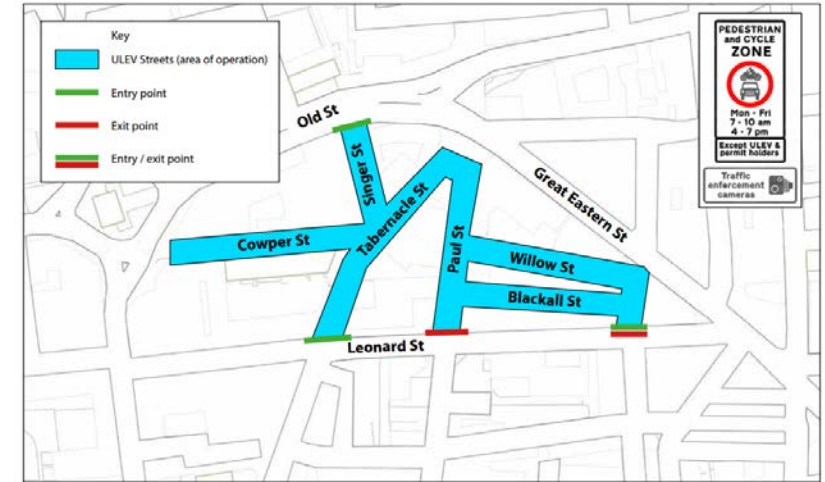 Key
ULEV Streets (area of operation)
Entry point
Exit point
Entry / exit point
PEDESTRIAN
and CYCLE
ZONE
Mon - Fri
7 - 10 am
4 - 7 pm
Except ULEV &
permit holders
Traffic
enforcement
cameras
Old St
Singer St
Tabernacle St
Great Eastern St
Cowper St
Paul St
Willow St
Blackall St
Leonard St